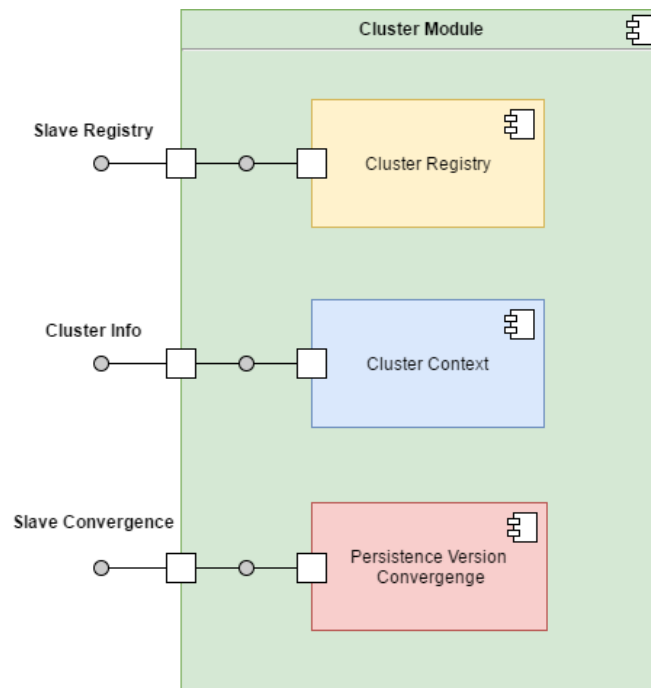 Cluster Module
Slave Registry
Cluster Registry
Cluster Info
Cluster Context
Slave Convergence
Persistence Version
Convergenge